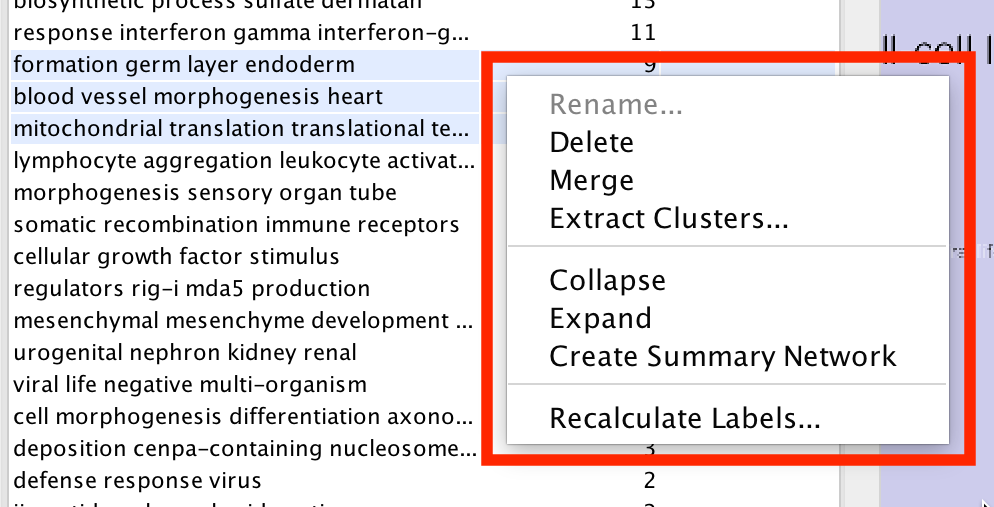 biosynthetic process sulfate dermatan 13
response interferon gamma interferon-g... 11
formation germ layer endoderm 9
blood vessel morphogenesis heart
mitochondrial translation translational te...
lymphocyte aggregation leukocyte activat...
morphogenesis sensory organ tube
somatic recombination immune receptors
cellular growth factor stimulus
regulators rig-i mda5 production
mesenchymal mesenchyme development ...
urogenital nephron kidney renal
viral life negative multi-organism
cell morphogenesis differentiation axono...
deposition cenpa-containing nucleosome... 3
defense response virus 2
Rename...
Delete
Merge
Extract Clusters...
Collapse
Expand
Create Summary Network
Recalculate Labels...
cell